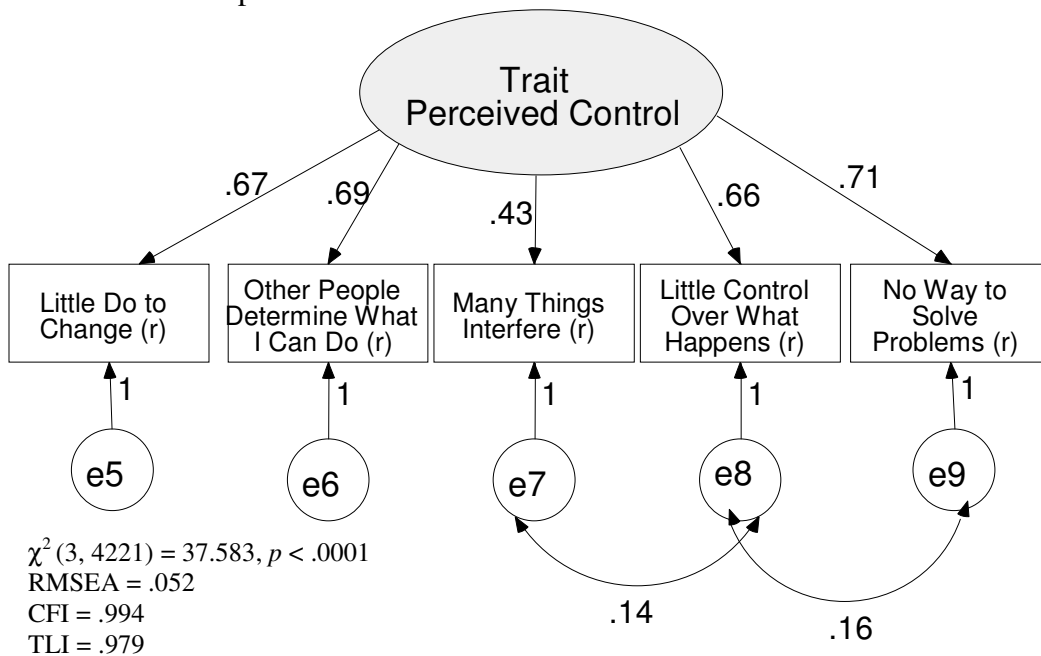 Trait
Perceived Control
.67
.69
.43
.66
.71
Little Do to
Change (r)
Other People
Determine What
I Can Do (r)
Many Things
Interfere (r)
Little Control
Over What
Happens (r)
No Way to
Solve
Problems (r)
1
1
1
1
1
e5
e6
e7
e8
e9
χ² (3, 4221) = 37.583, p < .0001
RMSEA = .052
CFI = .994
TLI = .979
.14
.16